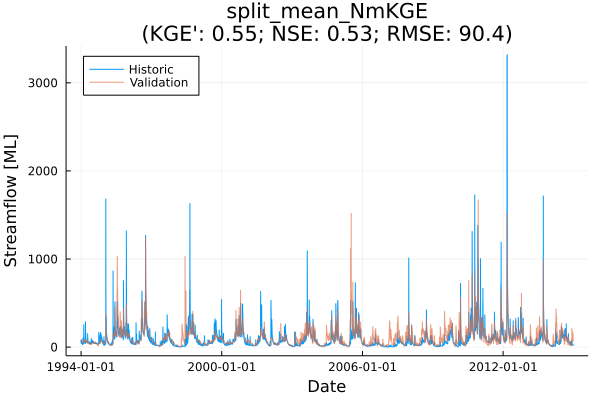 split_mean_NmKGE
(KGE': 0.55; NSE: 0.53; RMSE: 90.4)
Historic
Validation
Streamflow [ML]
3000
2000
1000
0
1994-01-01
2000-01-01
2006-01-01
2012-01-01
Date